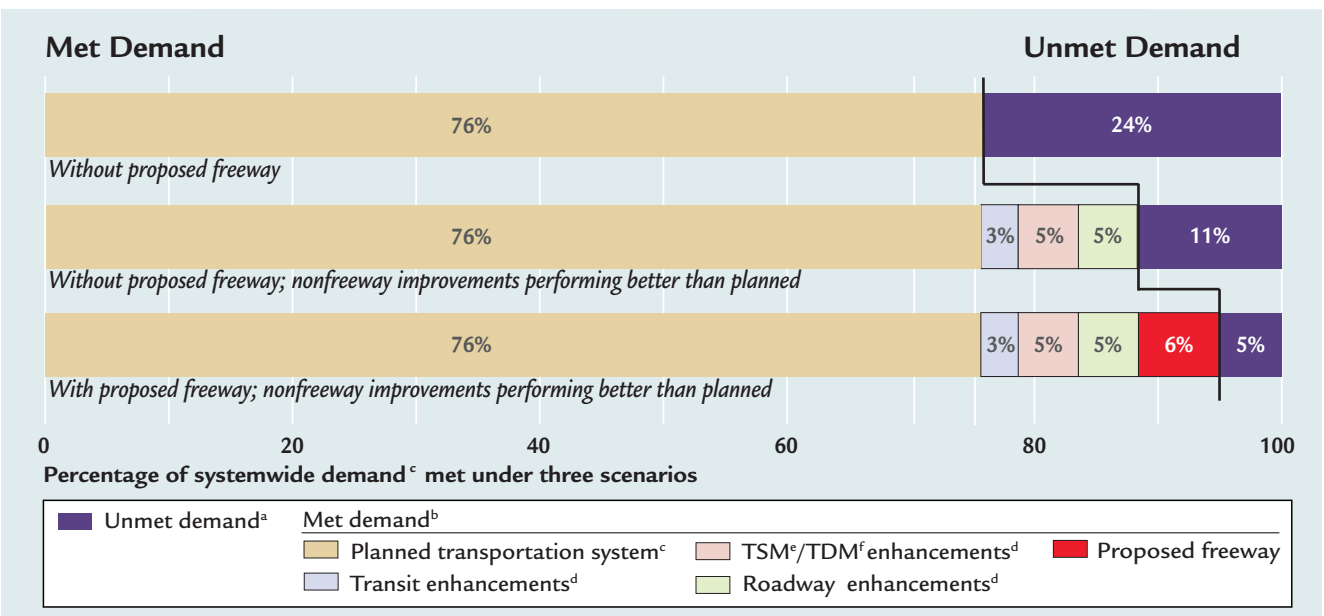 Met Demand Unmet Demand
76% 24%
Without proposed freeway
76% 3% 5% 5% 11%
Without proposed freeway; nonfreeway improvements performing better than planned
76% 3% 5% 5% 6% 5%
With proposed freeway; nonfreeway improvements performing better than planned
0 20 40 60 80 100
Percentage of systemwide demandᶜ met under three scenarios
Unmet demandᵃ Met demandᵇ
Planned transportation systemᶜ TSMᵉ/TDMᶠ enhancementsᵈ Proposed freeway
Transit enhancementsᵈ Roadway enhancementsᵈ